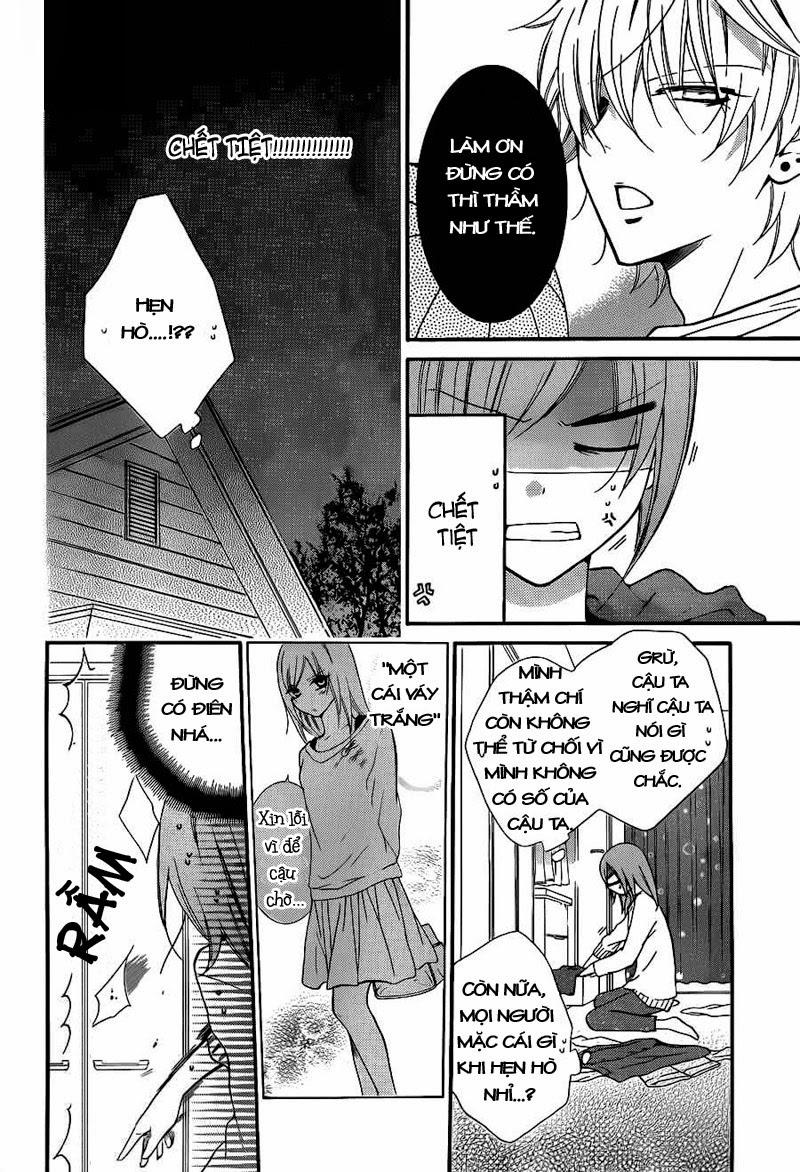 LÀM ƠN
ĐỪNG CÓ
THÌ THẦM
NHƯ THẾ.
CHẾT
TIỆT
CHẾT TIỆT!!!!!!!!!!!!!!
HẸN
HÒ....!??
GRỪ,
CẬU TA
NGHĨ CẬU TA
NÓI GÌ
CŨNG ĐƯỢC
CHẮC.
MÌNH
THẬM CHÍ
CÒN KHÔNG
THỂ TỪ CHỐI VÌ
MÌNH KHÔNG
CÓ SỐ CỦA
CẬU TA.
CÒN NỮA,
MỌI NGƯỜI
MẶC CÁI GÌ
KHI HẸN HÒ
NHỈ...?
"MỘT
CÁI VÁY
TRẮNG"
Xin lỗi
vì để
cậu
chờ...
ĐỪNG
CÓ ĐIÊN
NHÁ...
RẦM